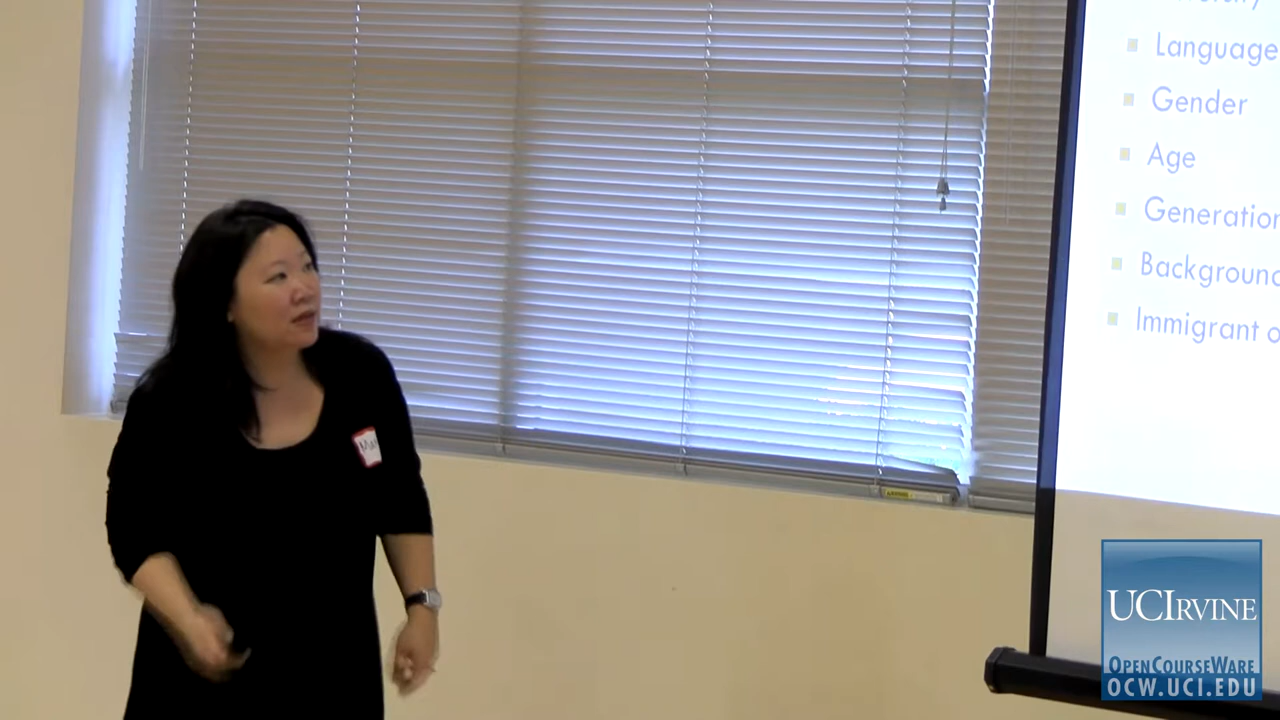 Language
Gender
Age
Generation
Background
Immigrant o
UCIRVINE
OPENCOURSEWARE
OCW.UCI.EDU